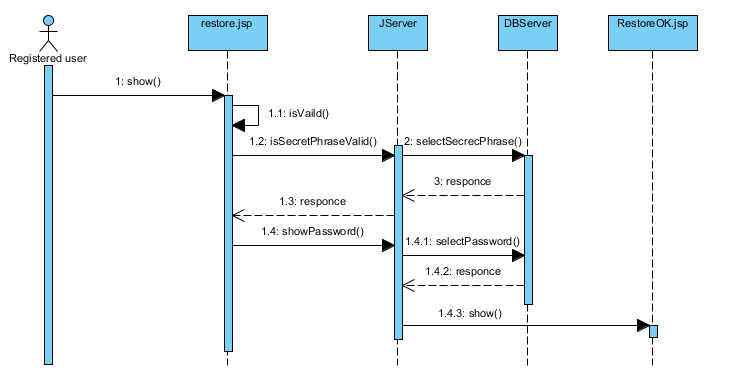 restore.jsp
JServer
DBServer
RestoreOK.jsp
Registered user
1: show()
1.1: isVaild()
1.2: isSecretPhraseValid()
2: selectSecrecPhrase()
3: responce
1.3: responce
1.4: showPassword()
1.4.1: selectPassword()
1.4.2: responce
1.4.3: show()